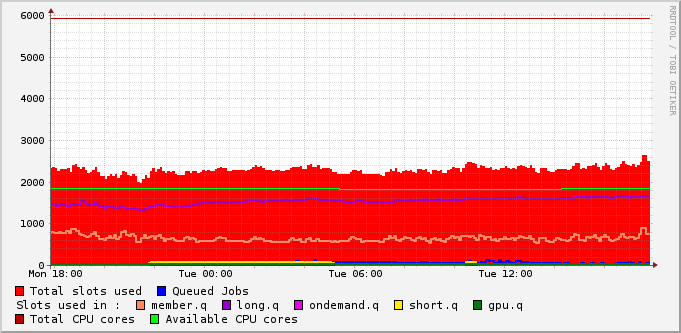 6000
5000
4000
3000
2000
1000
0
Mon 18:00 Tue 00:00 Tue 06:00 Tue 12:00
RRDTOOL / TOBI OETIKER
Total slots used Queued Jobs
Slots used in : member.q long.q ondemand.q short.q gpu.q
Total CPU cores Available CPU cores